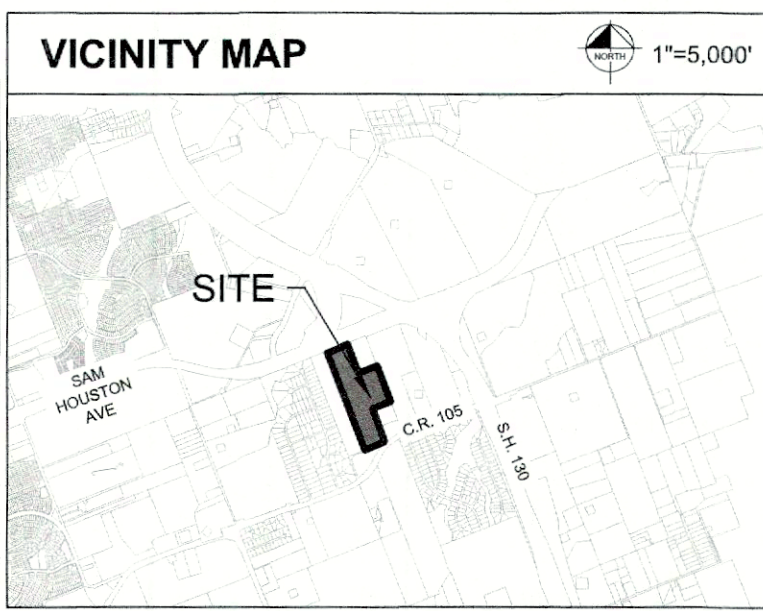 VICINITY MAP
NORTH
1"=5,000'
SITE
SAM
HOUSTON
AVE
C.R. 105
S.H. 130